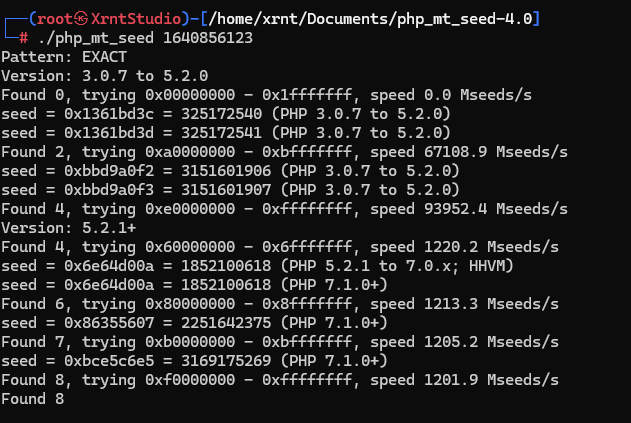 ┌──(root㉿XrntStudio)-[/home/xrnt/Documents/php_mt_seed-4.0]
└─# ./php_mt_seed 1640856123
Pattern: EXACT
Version: 3.0.7 to 5.2.0
Found 0, trying 0x00000000 - 0x1fffffff, speed 0.0 Mseeds/s
seed = 0x1361bd3c = 325172540 (PHP 3.0.7 to 5.2.0)
seed = 0x1361bd3d = 325172541 (PHP 3.0.7 to 5.2.0)
Found 2, trying 0xa0000000 - 0xbfffffff, speed 67108.9 Mseeds/s
seed = 0xbbd9a0f2 = 3151601906 (PHP 3.0.7 to 5.2.0)
seed = 0xbbd9a0f3 = 3151601907 (PHP 3.0.7 to 5.2.0)
Found 4, trying 0xe0000000 - 0xffffffff, speed 93952.4 Mseeds/s
Version: 5.2.1+
Found 4, trying 0x60000000 - 0x6fffffff, speed 1220.2 Mseeds/s
seed = 0x6e64d00a = 1852100618 (PHP 5.2.1 to 7.0.x; HHVM)
seed = 0x6e64d00a = 1852100618 (PHP 7.1.0+)
Found 6, trying 0x80000000 - 0x8fffffff, speed 1213.3 Mseeds/s
seed = 0x86355607 = 2251642375 (PHP 7.1.0+)
Found 7, trying 0xb0000000 - 0xbfffffff, speed 1205.2 Mseeds/s
seed = 0xbce5c6e5 = 3169175269 (PHP 7.1.0+)
Found 8, trying 0xf0000000 - 0xffffffff, speed 1201.9 Mseeds/s
Found 8